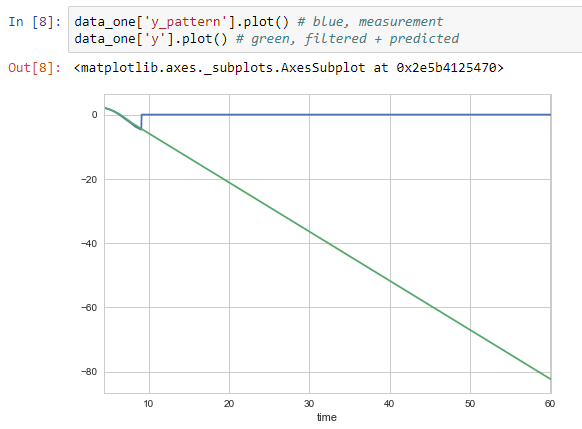 In [8]: data_one['y_pattern'].plot() # blue, measurement
data_one['y'].plot() # green, filtered + predicted
Out[8]: <matplotlib.axes._subplots.AxesSubplot at 0x2e5b4125470>
0
−20
−40
−60
−80
10 20 30 40 50 60
time